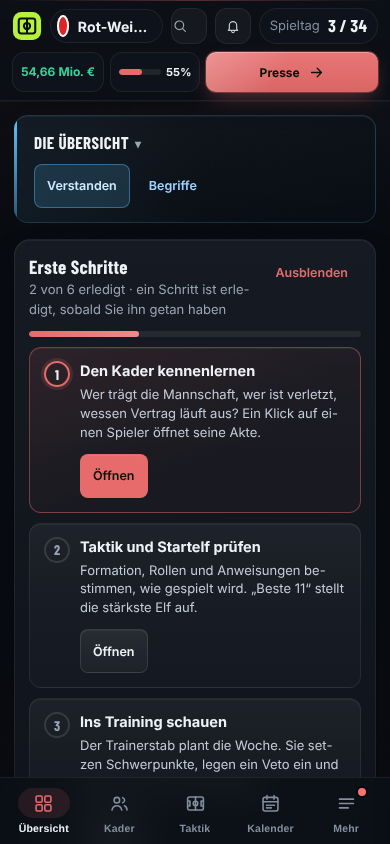 Rot-Wei...
Spieltag 3 / 34
54,66 Mio. €
55%
Presse →
DIE ÜBERSICHT ▾
Verstanden
Begriffe
Erste Schritte
Ausblenden
2 von 6 erledigt · ein Schritt ist erle-
digt, sobald Sie ihn getan haben
1
Den Kader kennenlernen
Wer trägt die Mannschaft, wer ist verletzt,
wessen Vertrag läuft aus? Ein Klick auf ei-
nen Spieler öffnet seine Akte.
Öffnen
2
Taktik und Startelf prüfen
Formation, Rollen und Anweisungen be-
stimmen, wie gespielt wird. „Beste 11“ stellt
die stärkste Elf auf.
Öffnen
3
Ins Training schauen
Der Trainerstab plant die Woche. Sie set-
zen Schwerpunkte, legen ein Veto ein und
Übersicht
Kader
Taktik
Kalender
Mehr